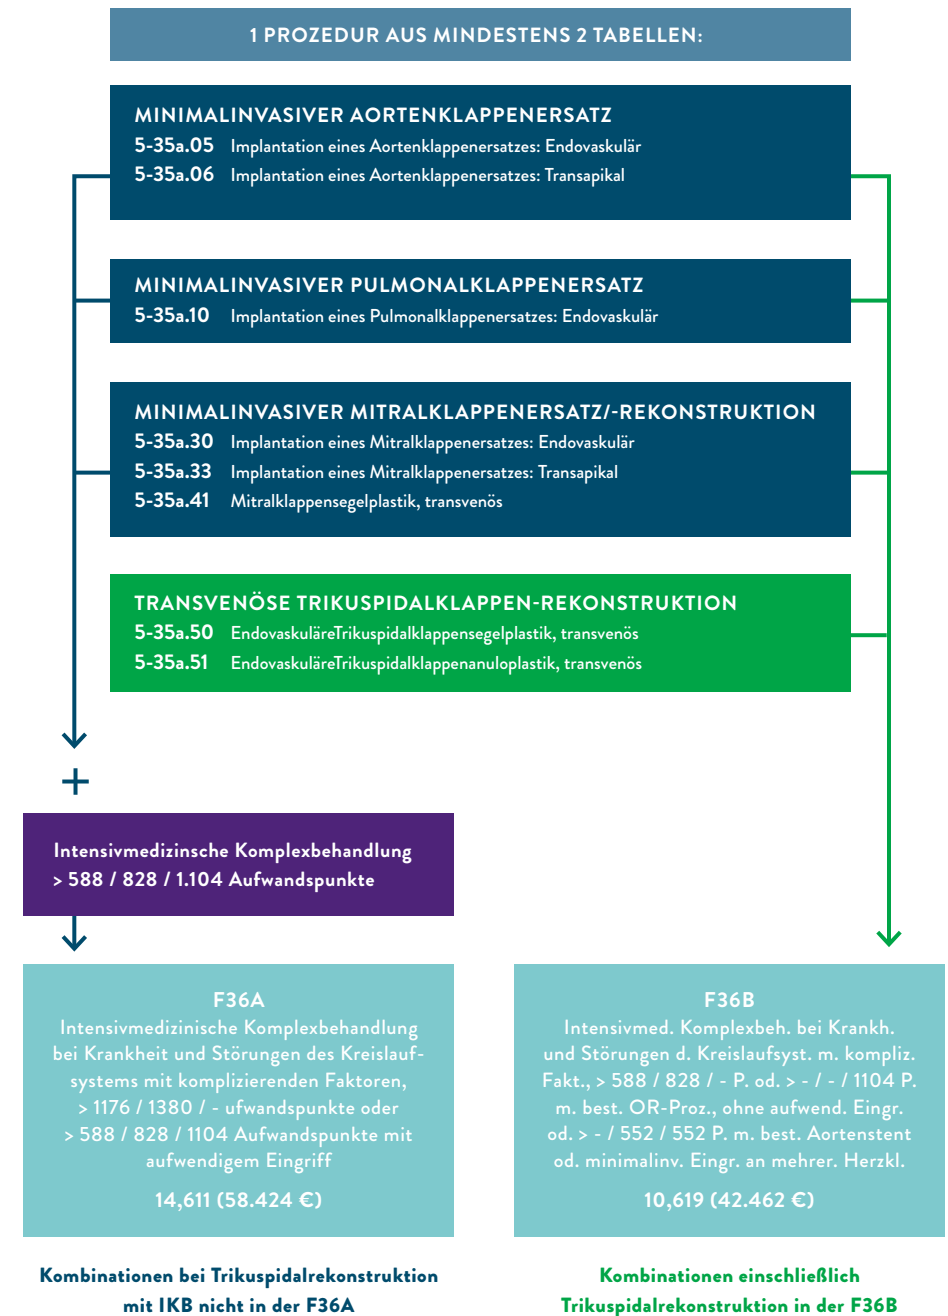 1 PROZEDUR AUS MINDESTENS 2 TABELLEN:
MINIMALINVASIVER AORTENKLAPPENERSATZ
5-35a.05 Implantation eines Aortenklappenersatzes: Endovaskulär
5-35a.06 Implantation eines Aortenklappenersatzes: Transapikal
MINIMALINVASIVER PULMONALKLAPPENERSATZ
5-35a.10 Implantation eines Pulmonalklappenersatzes: Endovaskulär
MINIMALINVASIVER MITRALKLAPPENERSATZ/-REKONSTRUKTION
5-35a.30 Implantation eines Mitralklappenersatzes: Endovaskulär
5-35a.33 Implantation eines Mitralklappenersatzes: Transapikal
5-35a.41 Mitralklappensegelplastik, transvenös
TRANSVENÖSE TRIKUSPIDALKLAPPEN-REKONSTRUKTION
5-35a.50 EndovaskuläreTrikuspidalklappensegelplastik, transvenös
5-35a.51 EndovaskuläreTrikuspidalklappenanuloplastik, transvenös
+
Intensivmedizinsche Komplexbehandlung
> 588 / 828 / 1.104 Aufwandspunkte
F36A
Intensivmedizinische Komplexbehandlung
bei Krankheit und Störungen des Kreislauf-
systems mit komplizierenden Faktoren,
> 1176 / 1380 / - ufwandspunkte oder
> 588 / 828 / 1104 Aufwandspunkte mit
aufwendigem Eingriff
14,611 (58.424 €)
F36B
Intensivmed. Komplexbeh. bei Krankh.
und Störungen d. Kreislaufsyst. m. kompliz.
Fakt., > 588 / 828 / - P. od. > - / - / 1104 P.
m. best. OR-Proz., ohne aufwend. Eingr.
od. > - / 552 / 552 P. m. best. Aortenstent
od. minimalinv. Eingr. an mehrer. Herzkl.
10,619 (42.462 €)
Kombinationen bei Trikuspidalrekonstruktion
mit IKB nicht in der F36A
Kombinationen einschließlich
Trikuspidalrekonstruktion in der F36B